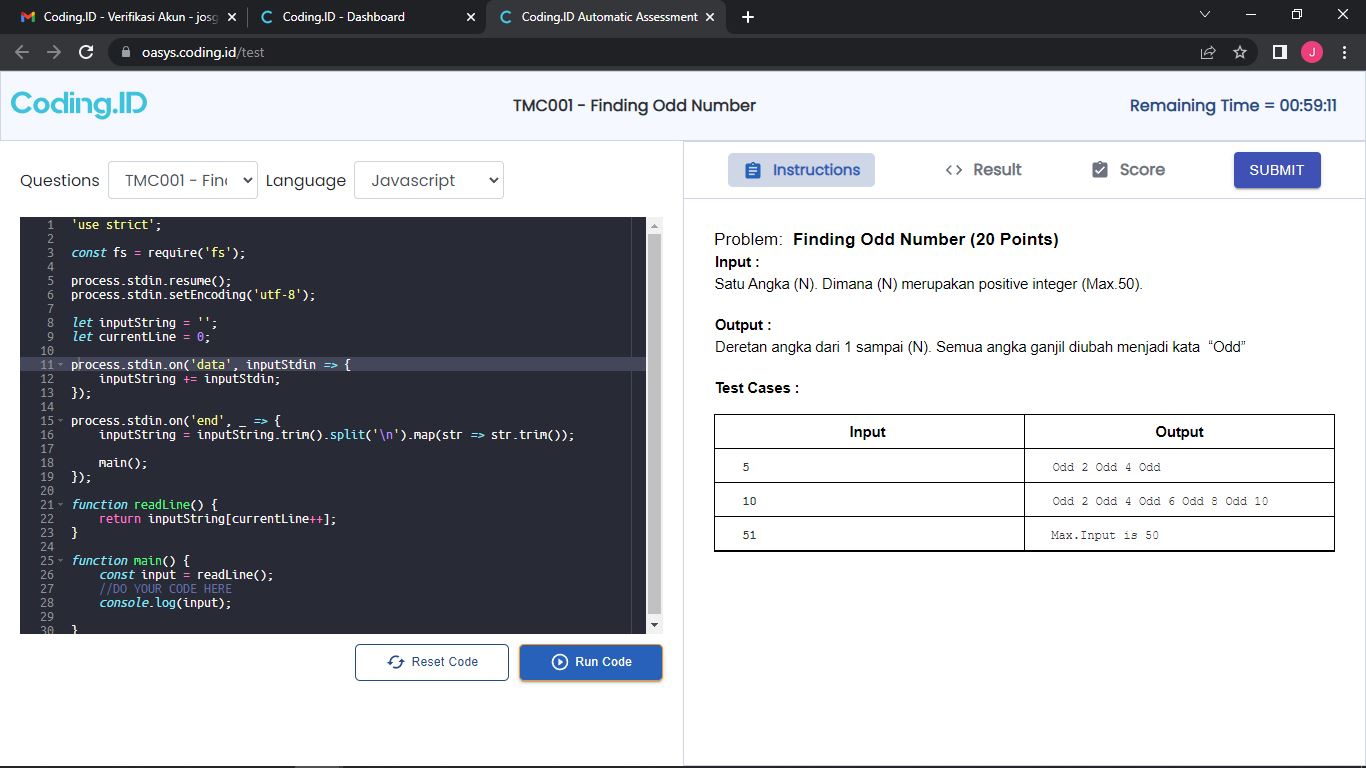 Coding.ID - Verifikasi Akun - josg
Coding.ID - Dashboard
Coding.ID Automatic Assessment
oasys.coding.id/test
J
Coding.ID
TMC001 - Finding Odd Number
Remaining Time = 00:59:11
Questions
TMC001 - Fin
Language
Javascript
Instructions
Result
Score
SUBMIT
1 'use strict';
2
3 const fs = require('fs');
4
5 process.stdin.resume();
6 process.stdin.setEncoding('utf-8');
7
8 let inputString = '';
9 let currentLine = 0;
10
11 process.stdin.on('data', inputStdin => {
12 inputString += inputStdin;
13 });
14
15 process.stdin.on('end', _ => {
16 inputString = inputString.trim().split('\n').map(str => str.trim());
17
18 main();
19 });
20
21 function readLine() {
22 return inputString[currentLine++];
23 }
24
25 function main() {
26 const input = readLine();
27 //DO YOUR CODE HERE
28 console.log(input);
29
30 }
Reset Code
Run Code
Problem: Finding Odd Number (20 Points)
Input :
Satu Angka (N). Dimana (N) merupakan positive integer (Max.50).
Output :
Deretan angka dari 1 sampai (N). Semua angka ganjil diubah menjadi kata “Odd”
Test Cases :
Input Output
5 Odd 2 Odd 4 Odd
10 Odd 2 Odd 4 Odd 6 Odd 8 Odd 10
51 Max.Input is 50